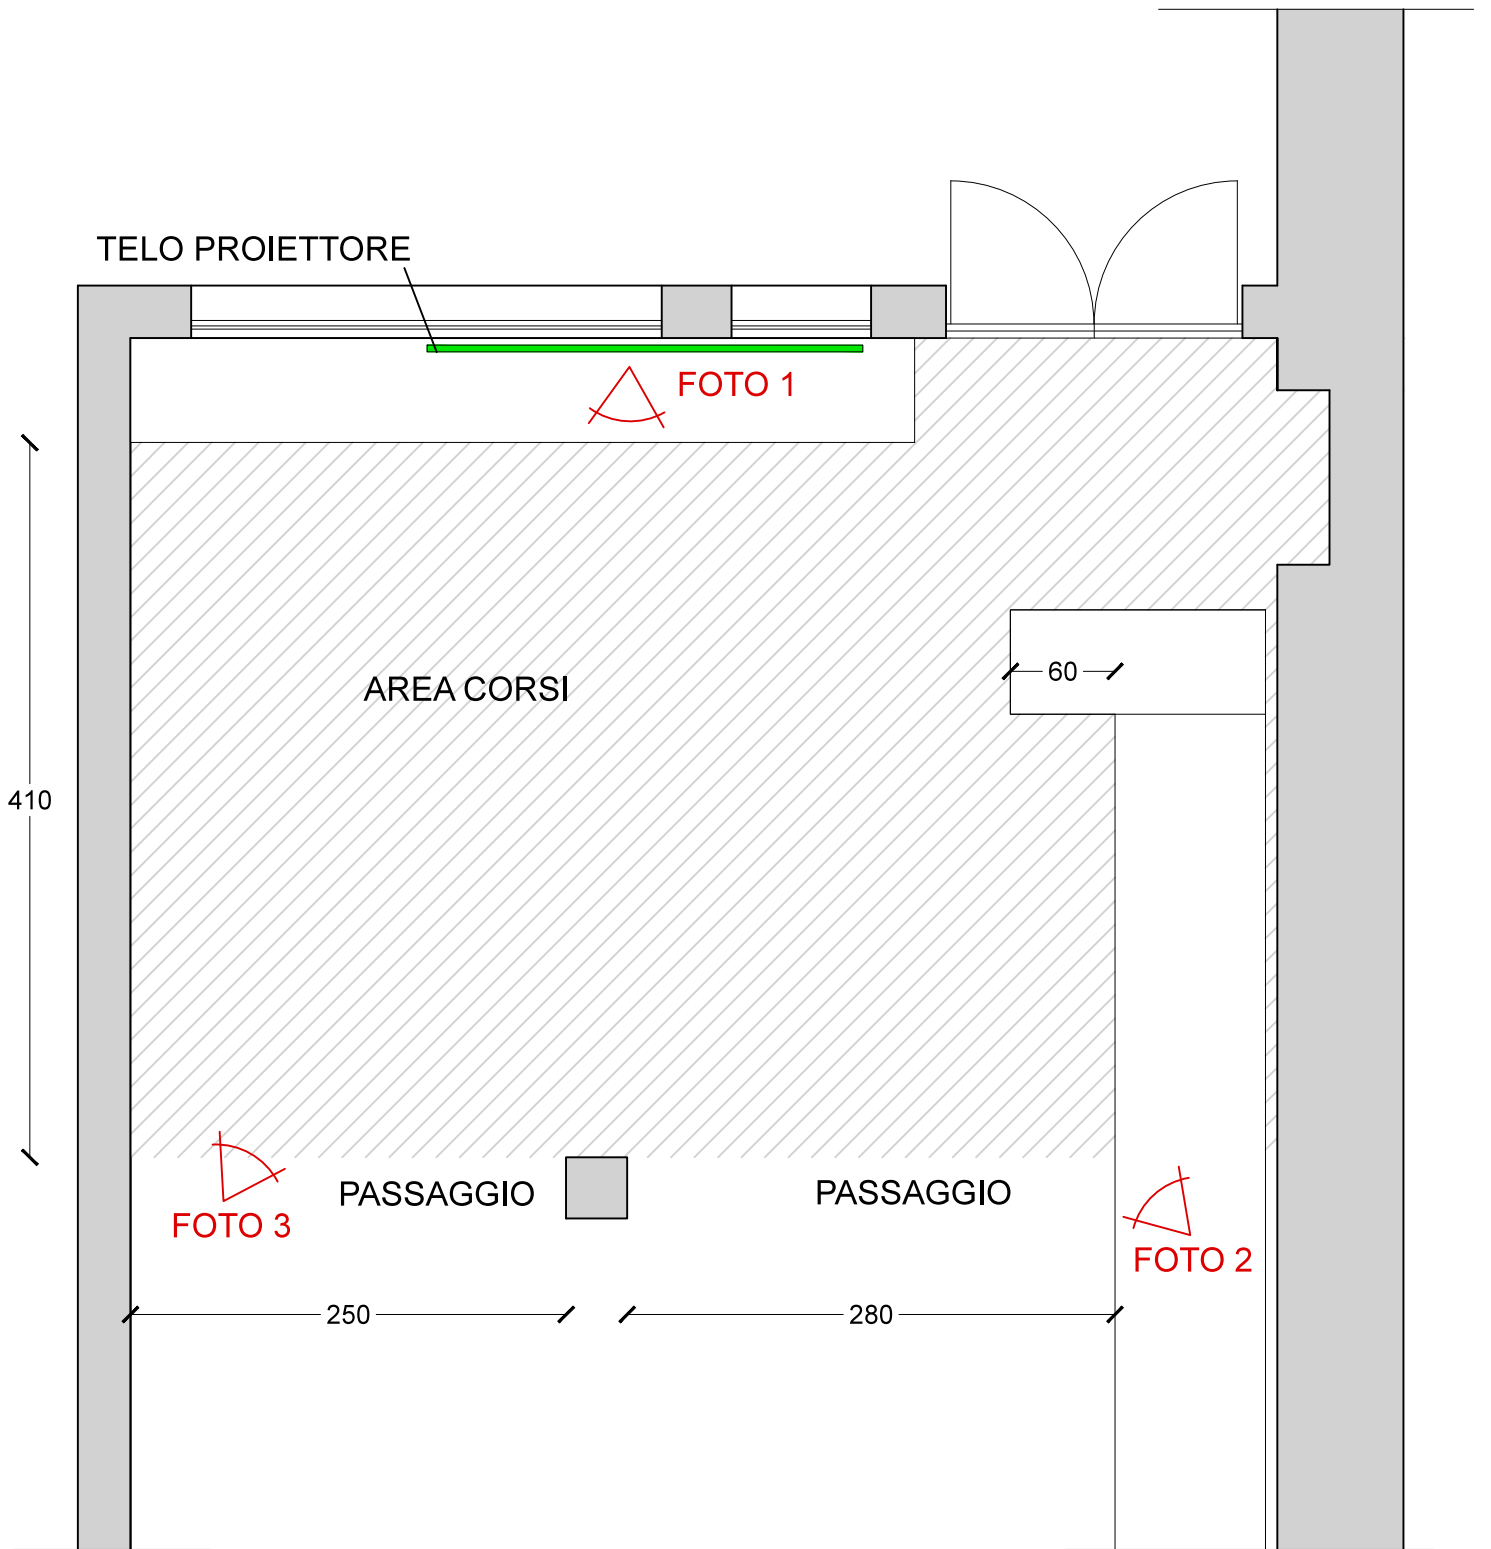 TELO PROIETTORE
FOTO 1
60
AREA CORSI
410
PASSAGGIO
PASSAGGIO
FOTO 3
FOTO 2
250
280